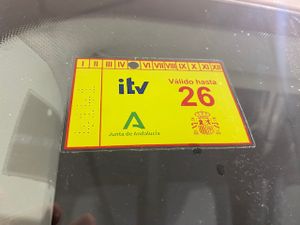 I II III IV VI VII VIII IX X XI XII
itv
Válido hasta
26
Junta de Andalucía